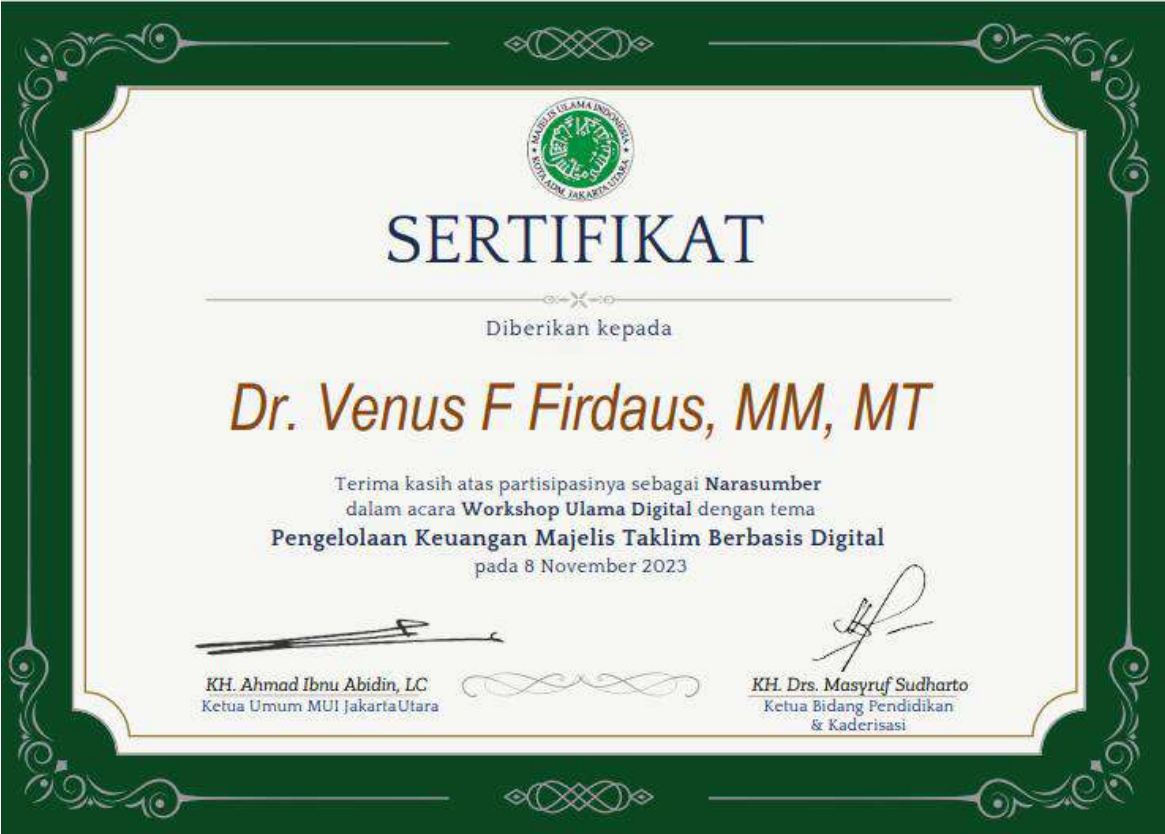 MAJELIS ULAMA INDONESIA
KOTA ADM. JAKARTA UTARA
SERTIFIKAT
Diberikan kepada
Dr. Venus F Firdaus, MM, MT
Terima kasih atas partisipasinya sebagai Narasumber
dalam acara Workshop Ulama Digital dengan tema
Pengelolaan Keuangan Majelis Taklim Berbasis Digital
pada 8 November 2023
KH. Ahmad Ibnu Abidin, LC
Ketua Umum MUI JakartaUtara
KH. Drs. Masyruf Sudharto
Ketua Bidang Pendidikan
& Kaderisasi